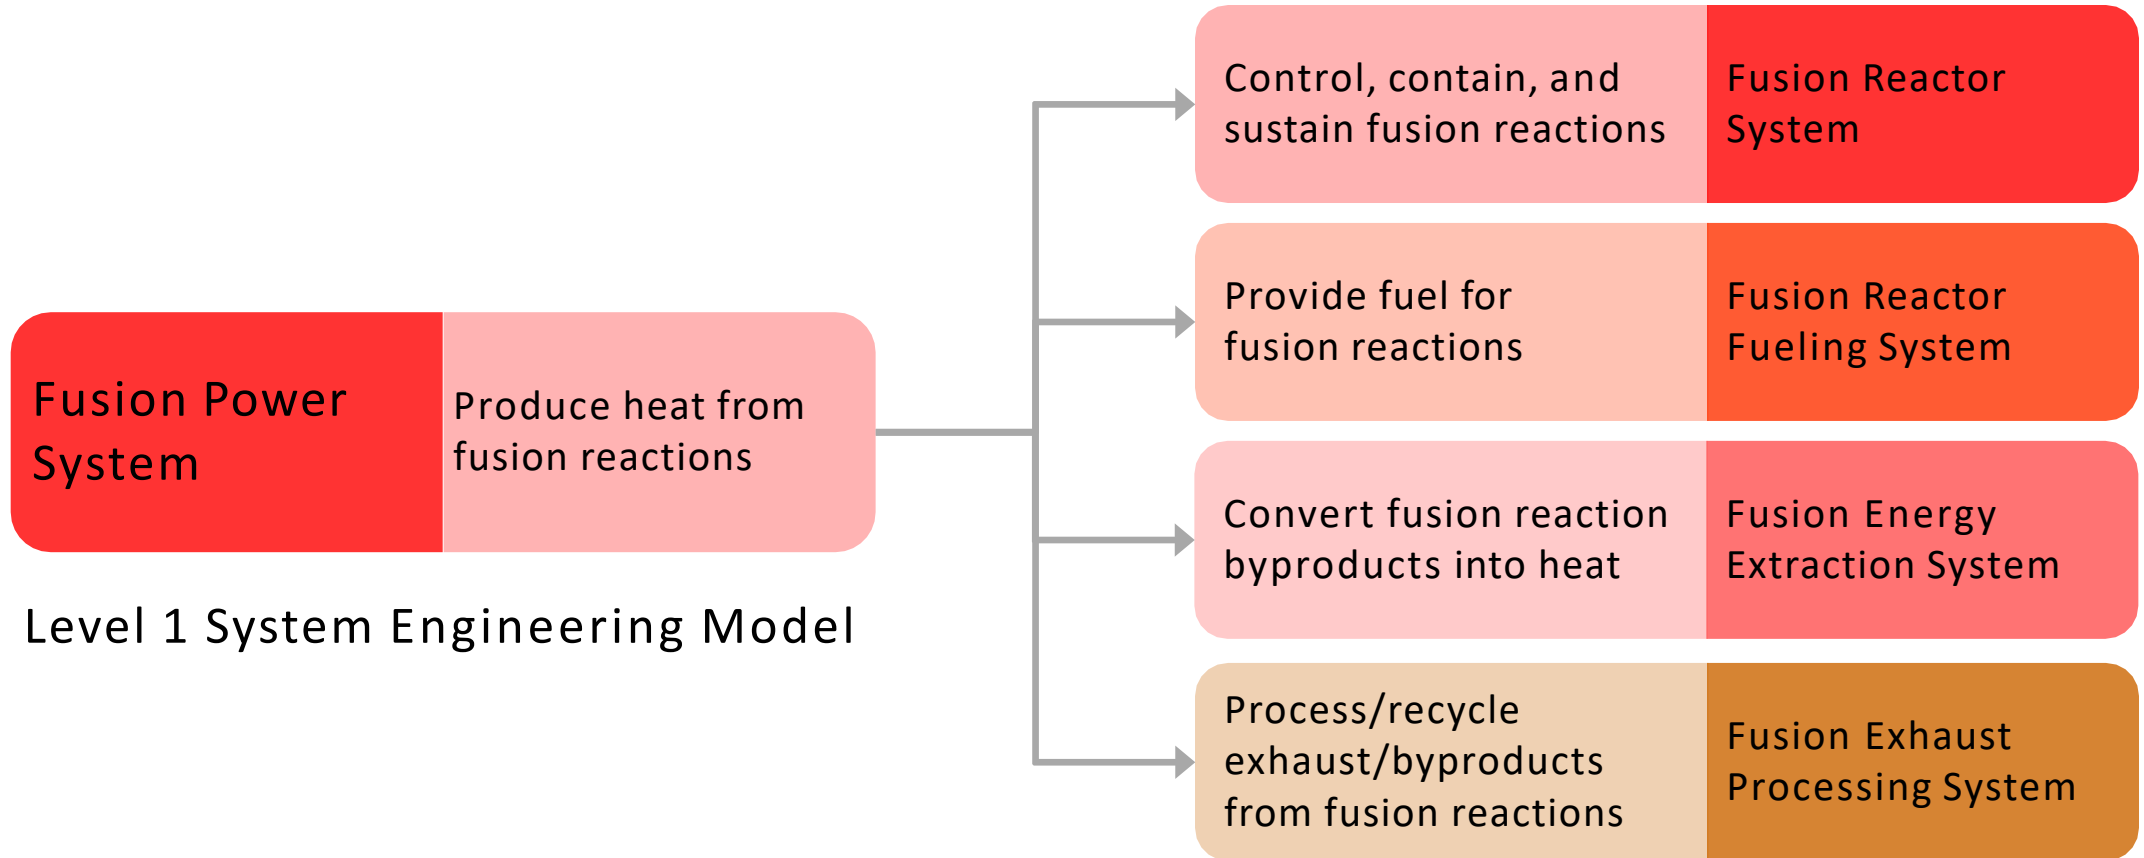 Fusion Power
System
Produce heat from
fusion reactions
Level 1 System Engineering Model
Control, contain, and
sustain fusion reactions
Fusion Reactor
System
Provide fuel for
fusion reactions
Fusion Reactor
Fueling System
Convert fusion reaction
byproducts into heat
Fusion Energy
Extraction System
Process/recycle
exhaust/byproducts
from fusion reactions
Fusion Exhaust
Processing System